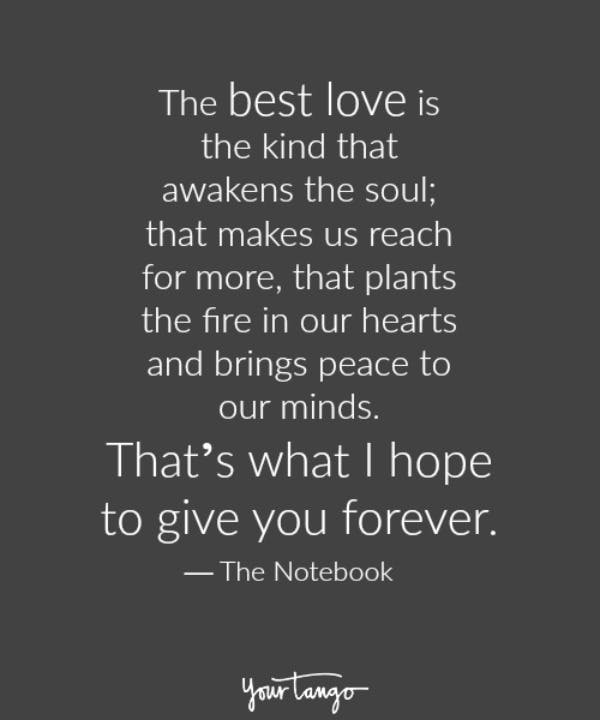 The best love is
the kind that
awakens the soul;
that makes us reach
for more, that plants
the fire in our hearts
and brings peace to
our minds.
That’s what I hope
to give you forever.
— The Notebook
YourTango